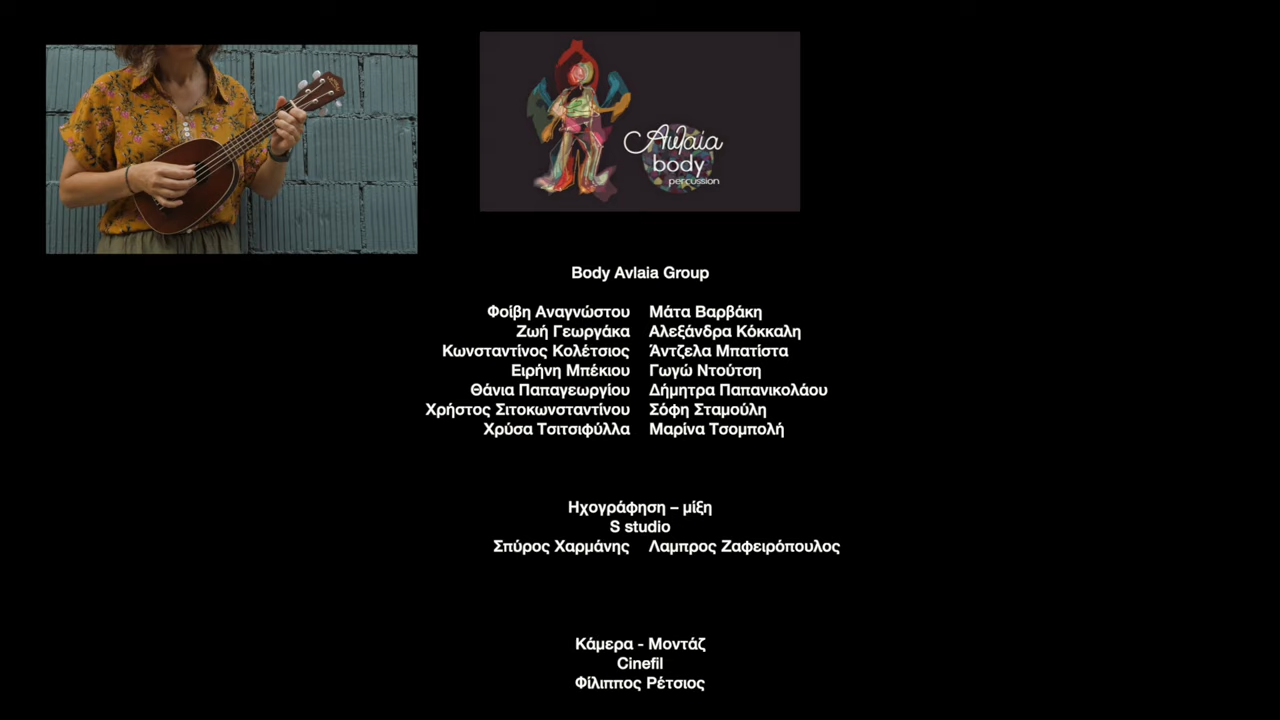 Αυλαία
body
percussion
Body Avlaia Group
Φοίβη Αναγνώστου Μάτα Βαρβάκη
Ζωή Γεωργάκα Αλεξάνδρα Κόκκαλη
Κωνσταντίνος Κολέτσιος Άντζελα Μπατίστα
Ειρήνη Μπέκιου Γωγώ Ντούτση
Θάνια Παπαγεωργίου Δήμητρα Παπανικολάου
Χρήστος Σιτοκωνσταντίνου Σόφη Σταμούλη
Χρύσα Τσιτσιφύλλα Μαρίνα Τσομπολή
Ηχογράφηση – μίξη
S studio
Σπύρος Χαρμάνης Λαμπρος Ζαφειρόπουλος
Κάμερα - Μοντάζ
Cinefil
Φίλιππος Ρέτσιος